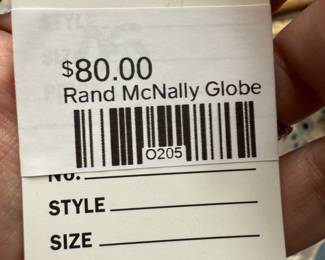 $80.00
Rand McNally Globe
O205
No.
STYLE
SIZE